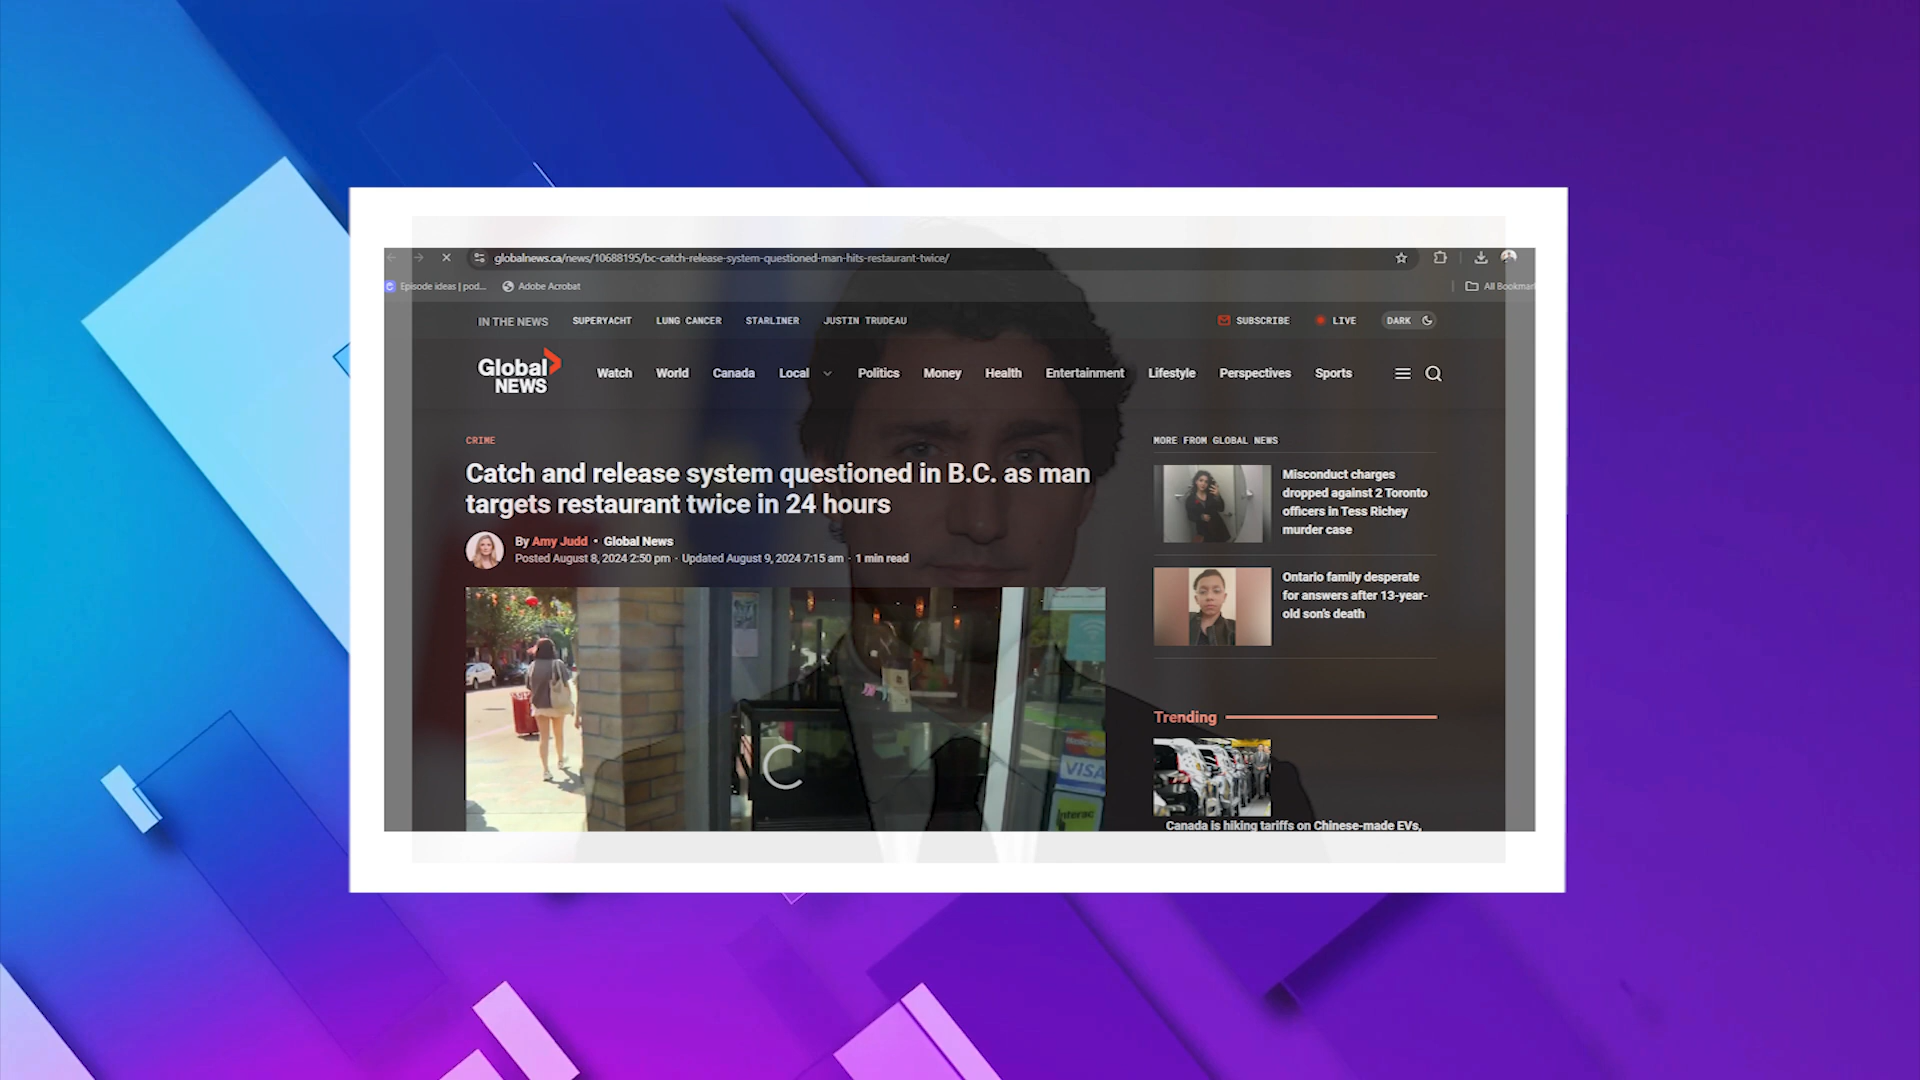 globalnews.ca/news/10688195/bc-catch-release-system-questioned-man-hits-restaurant-twice/
Episode ideas | pod...
Adobe Acrobat
All Bookmar
IN THE NEWS
SUPERYACHT
LUNG CANCER
STARLINER
JUSTIN TRUDEAU
SUBSCRIBE
LIVE
DARK
Global
NEWS
Watch
World
Canada
Local
Politics
Money
Health
Entertainment
Lifestyle
Perspectives
Sports
CRIME
Catch and release system questioned in B.C. as man
targets restaurant twice in 24 hours
By Amy Judd • Global News
Posted August 8, 2024 2:50 pm · Updated August 9, 2024 7:15 am · 1 min read
VISA
MORE FROM GLOBAL NEWS
Misconduct charges
dropped against 2 Toronto
officers in Tess Richey
murder case
Ontario family desperate
for answers after 13-year-
old son's death
Trending
Canada is hiking tariffs on Chinese-made EVs,